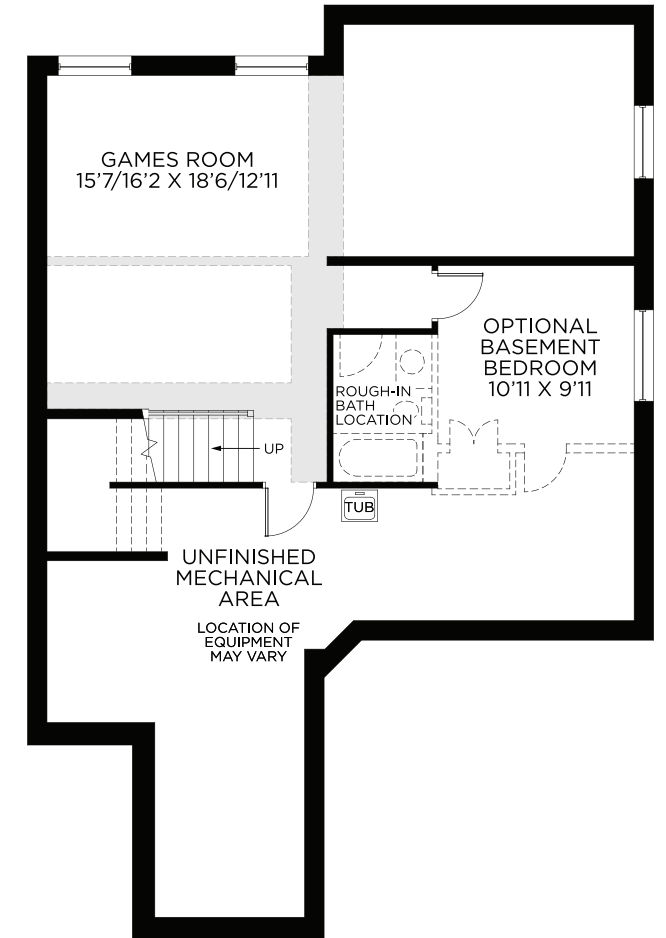 GAMES ROOM
15'7/16'2 X 18'6/12'11
OPTIONAL
BASEMENT
BEDROOM
10'11 X 9'11
ROUGH-IN
BATH
LOCATION
UP
TUB
UNFINISHED
MECHANICAL
AREA
LOCATION OF
EQUIPMENT
MAY VARY